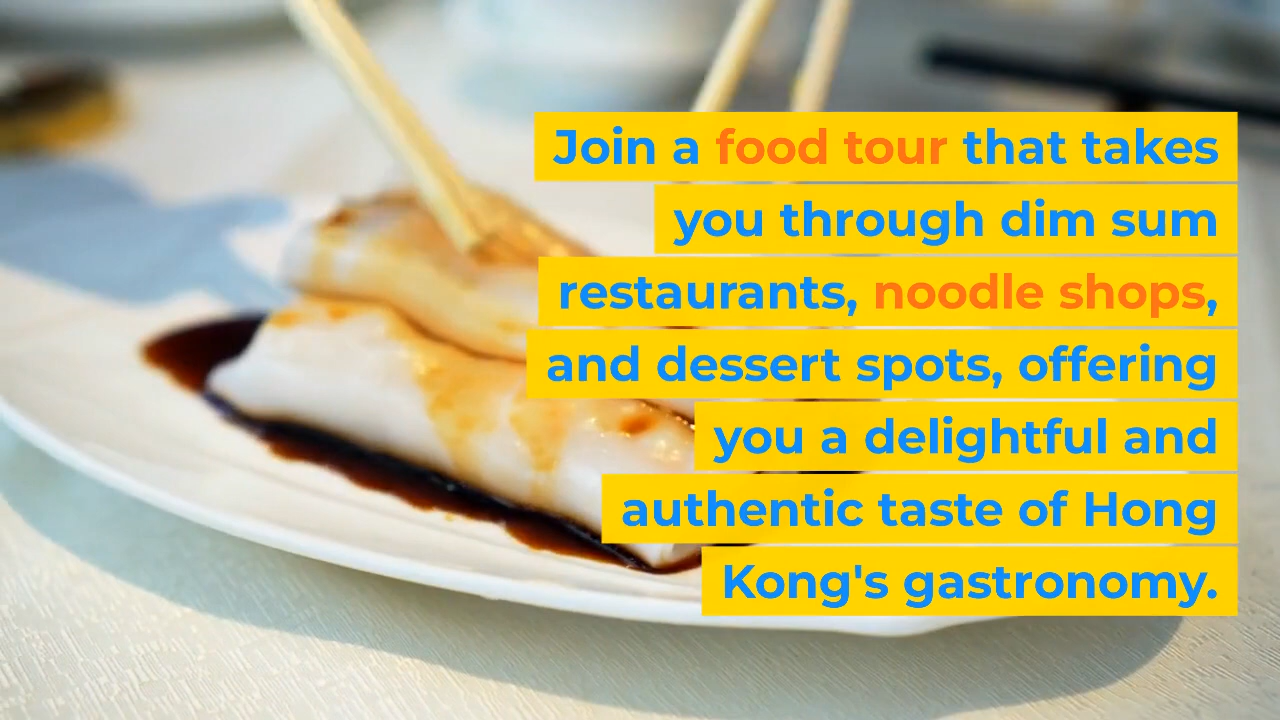 Join a food tour that takes
you through dim sum
restaurants, noodle shops,
and dessert spots, offering
you a delightful and
authentic taste of Hong
Kong's gastronomy.